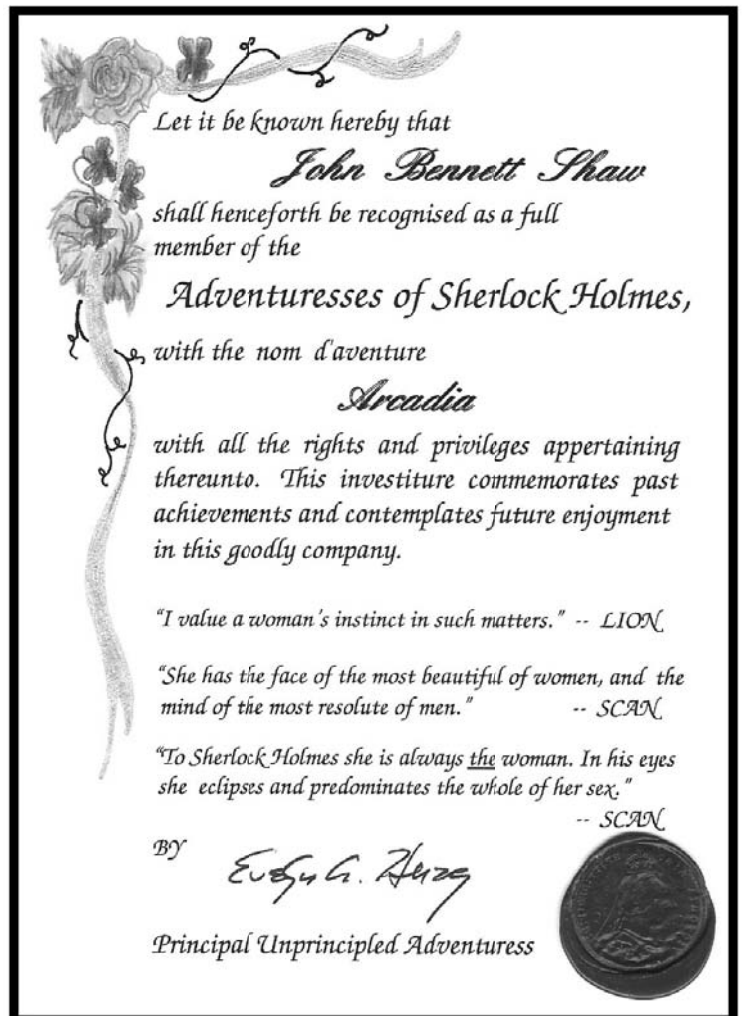 Let it be known hereby that
John Bennett Shaw
shall henceforth be recognised as a full
member of the
Adventuresses of Sherlock Holmes,
with the nom d'aventure
Arcadia
with all the rights and privileges appertaining
thereunto. This investiture commemorates past
achievements and contemplates future enjoyment
in this goodly company.
"I value a woman's instinct in such matters." -- LION
"She has the face of the most beautiful of women, and the
mind of the most resolute of men." -- SCAN
"To Sherlock Holmes she is always the woman. In his eyes
she eclipses and predominates the whole of her sex."
-- SCAN
BY
Evelyn A. Herzog
Principal Unprincipled Adventuress